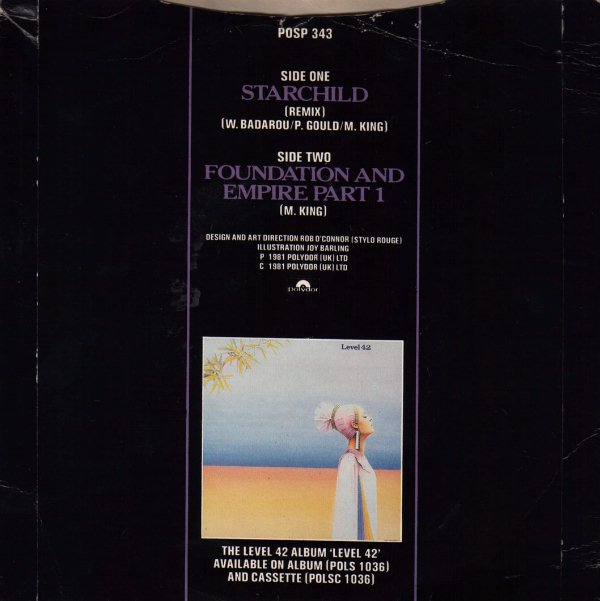 POSP 343
SIDE ONE
STARCHILD
(REMIX)
(W. BADAROU/P. GOULD/M. KING)
SIDE TWO
FOUNDATION AND
EMPIRE PART 1
(M. KING)
DESIGN AND ART DIRECTION ROB O'CONNOR (STYLO ROUGE)
ILLUSTRATION JOY BARLING
P 1981 POLYDOR (UK) LTD
C 1981 POLYDOR (UK) LTD
polydor
Level 42
THE LEVEL 42 ALBUM 'LEVEL 42'
AVAILABLE ON ALBUM (POLS 1036)
AND CASSETTE (POLSC 1036)